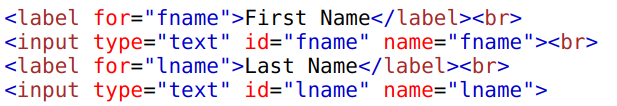 <label for="fname">First Name</label><br>
<input type="text" id="fname" name="fname"><br>
<label for="lname">Last Name</label><br>
<input type="text" id="lname" name="lname">